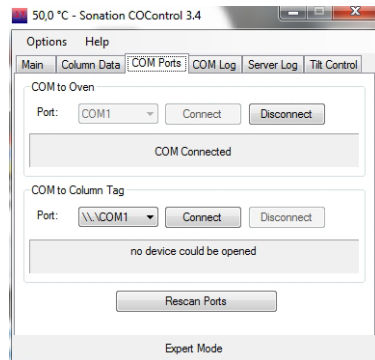 50,0 °C - Sonation COControl 3.4
Options Help
Main Column Data COM Ports COM Log Server Log Tilt Control
COM to Oven
Port: COM1 Connect Disconnect
COM Connected
COM to Column Tag
Port: \\.\COM1 Connect Disconnect
no device could be opened
Rescan Ports
Expert Mode